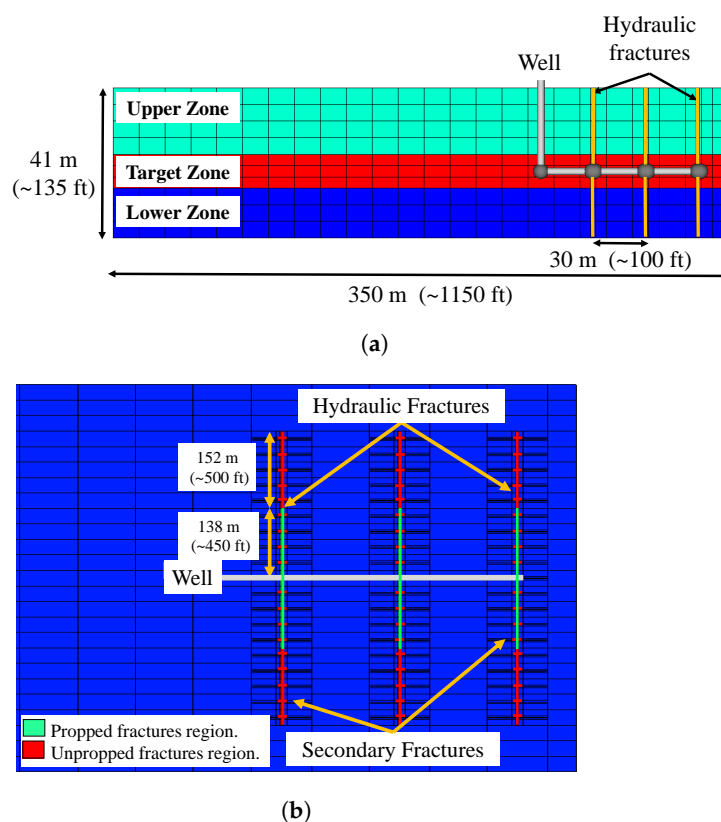 Hydraulic
fractures
Well
Upper Zone
41 m
(~135 ft)
Target Zone
Lower Zone
30 m (~100 ft)
350 m (~1150 ft)
(a)
Hydraulic Fractures
152 m
(~500 ft)
138 m
(~450 ft)
Well
Propped fractures region.
Unpropped fractures region.
Secondary Fractures
(b)